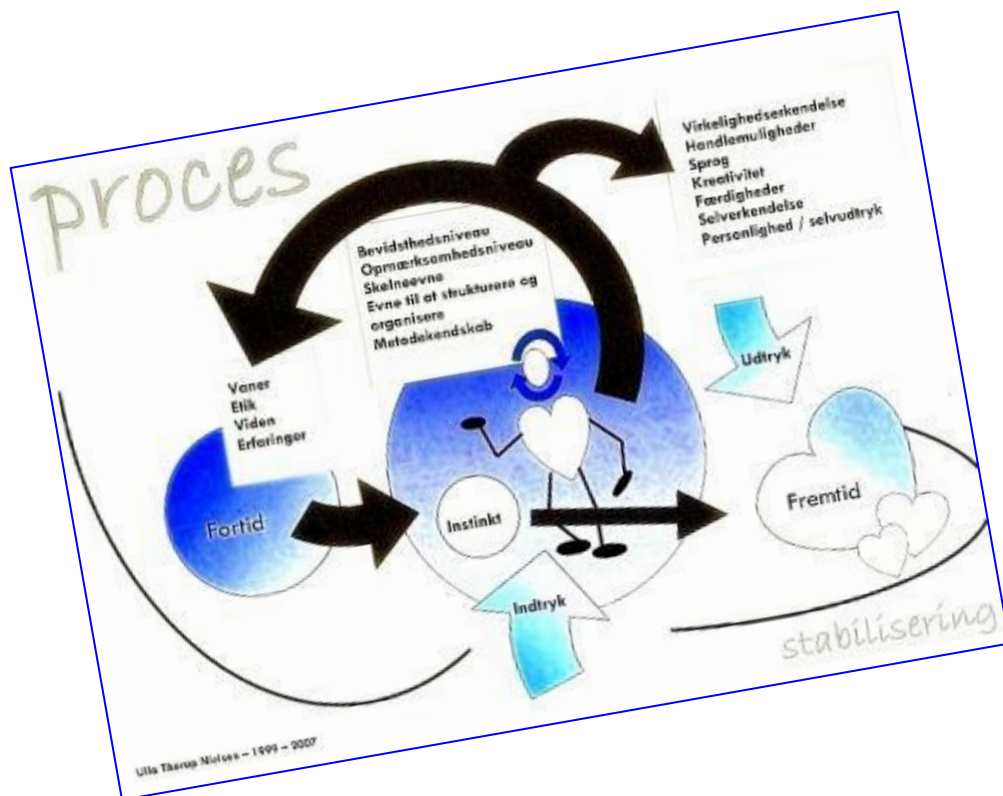 proces
Virkelighedserkendelse
Handlemuligheder
Sprog
Kreativitet
Færdigheder
Selverkendelse
Personlighed / selvudtryk
Bevidsthedsniveau
Opmærksomhedsniveau
Skelneevne
Evne til at strukturere og
organisere
Metodekendskab
Vaner
Etik
Viden
Erfaringer
Udtryk
Fortid
Instinkt
Fremtid
Indtryk
stabilisering
Ulla Thorup Nielsen – 1999 – 2007